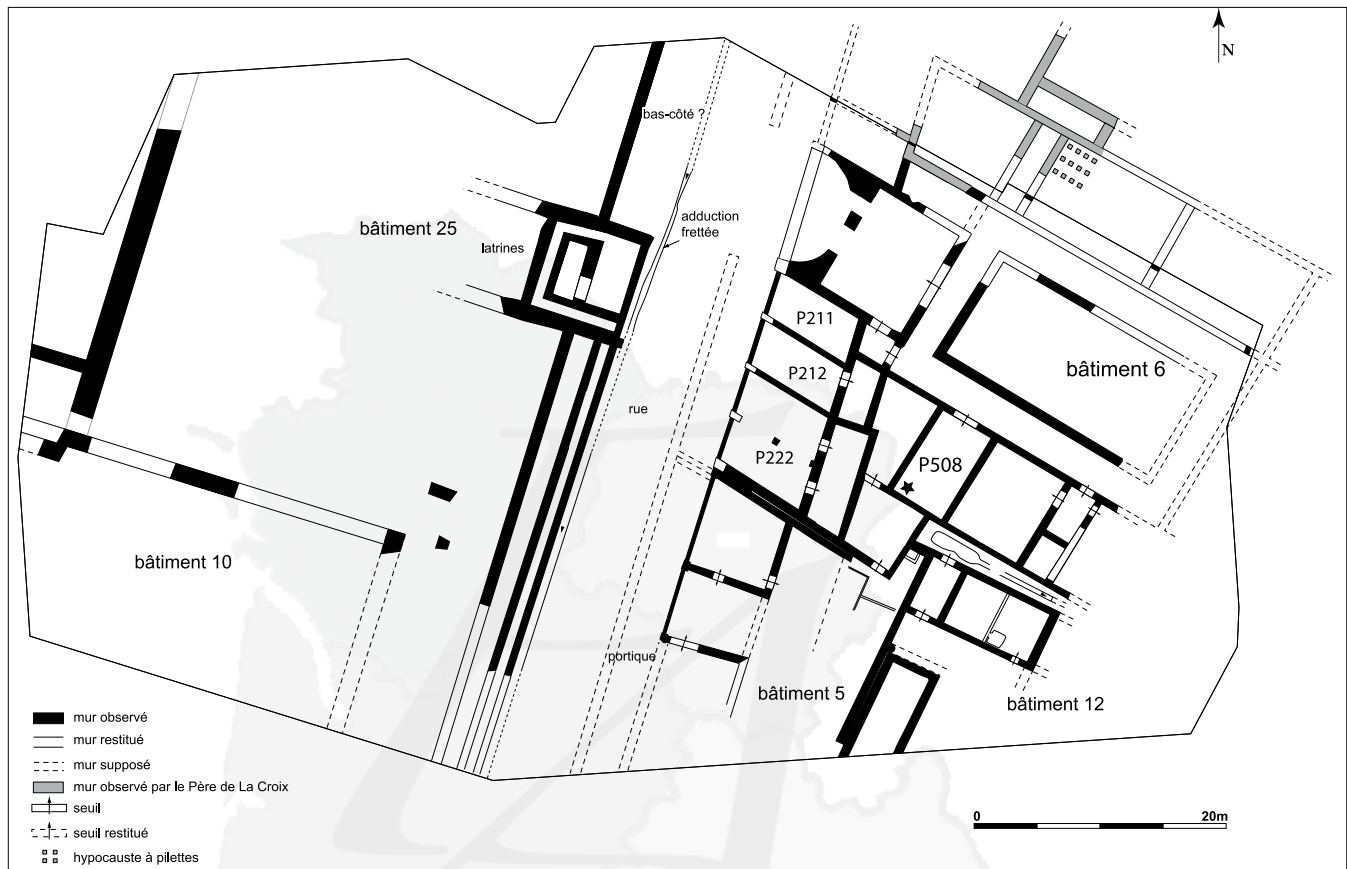 N
bas-côté ?
adduction
frettée
bâtiment 25
latrines
P211
P212
bâtiment 6
rue
P222
P508
bâtiment 10
portique
bâtiment 5
bâtiment 12
mur observé
mur restitué
mur supposé
mur observé par le Père de La Croix
seuil
seuil restitué
hypocauste à pilettes
0 20m